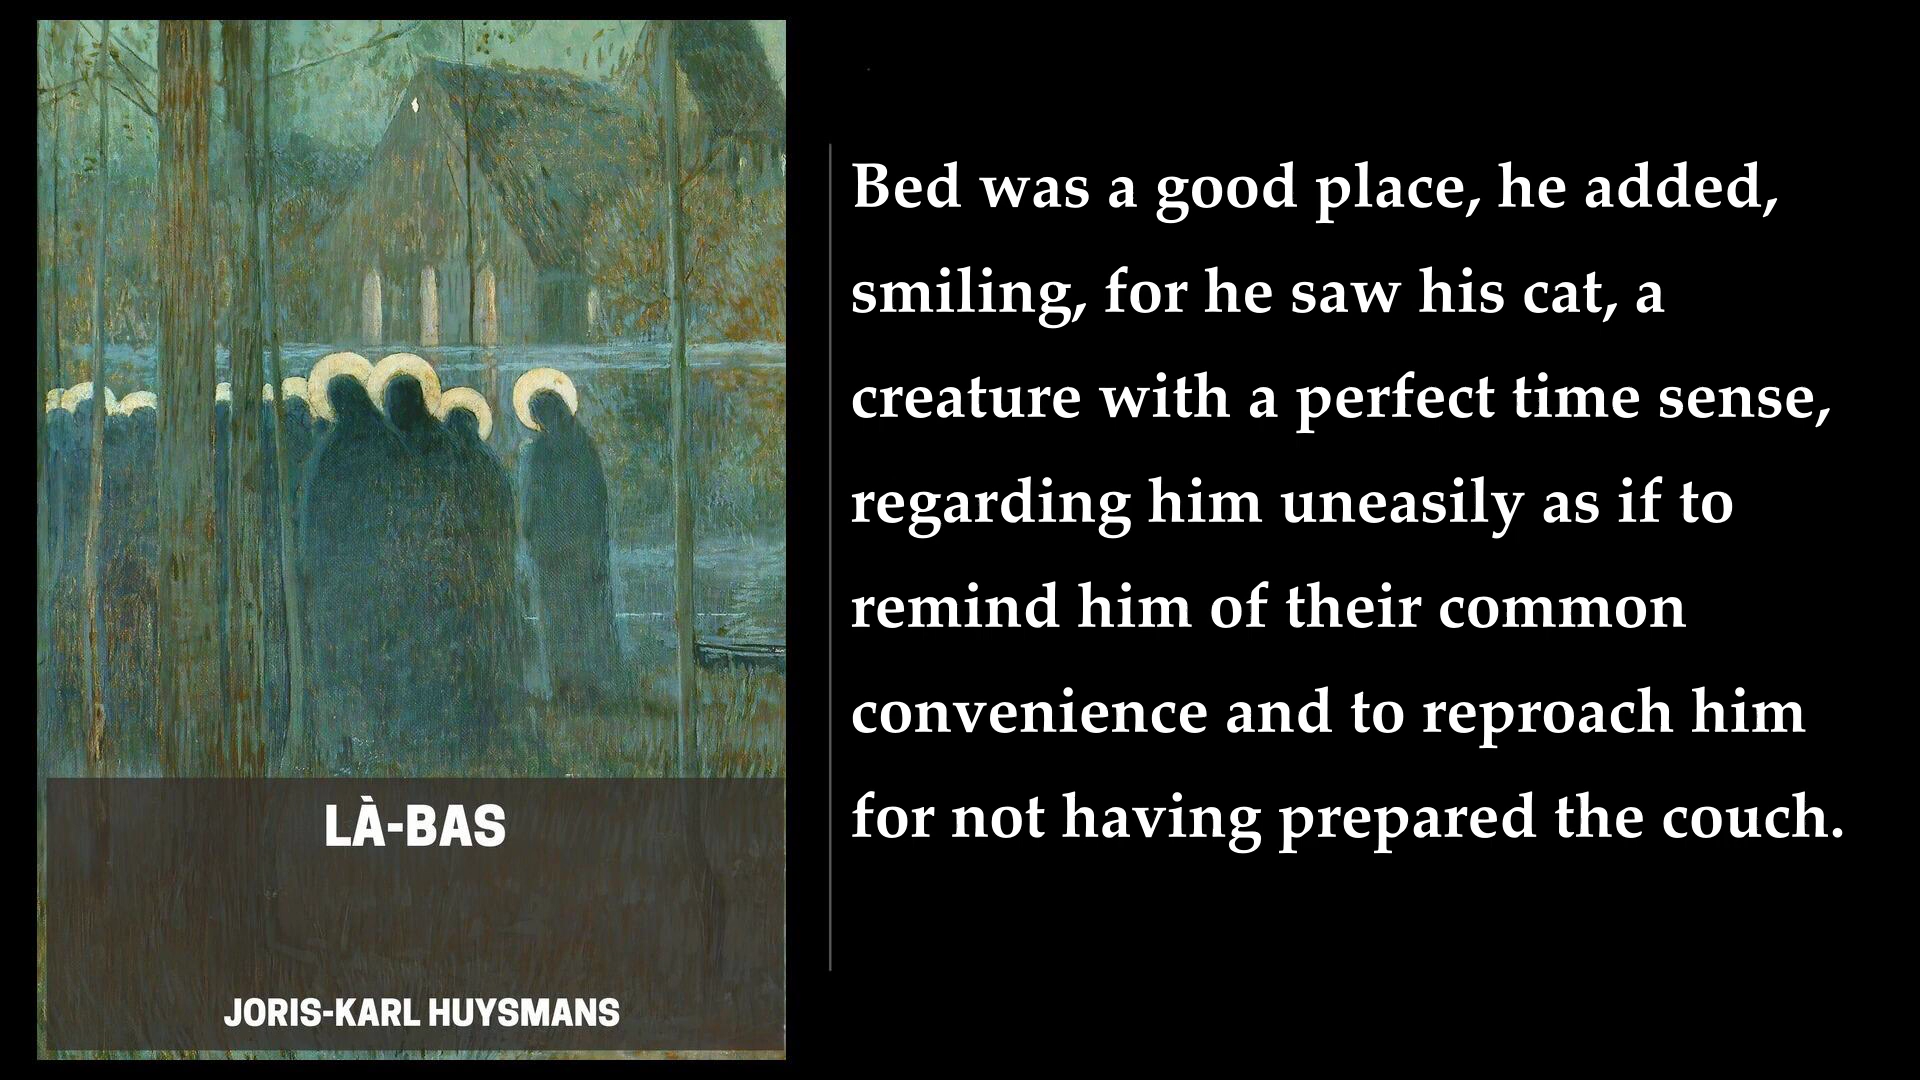 LÀ-BAS
JORIS-KARL HUYSMANS
Bed was a good place, he added,
smiling, for he saw his cat, a
creature with a perfect time sense,
regarding him uneasily as if to
remind him of their common
convenience and to reproach him
for not having prepared the couch.